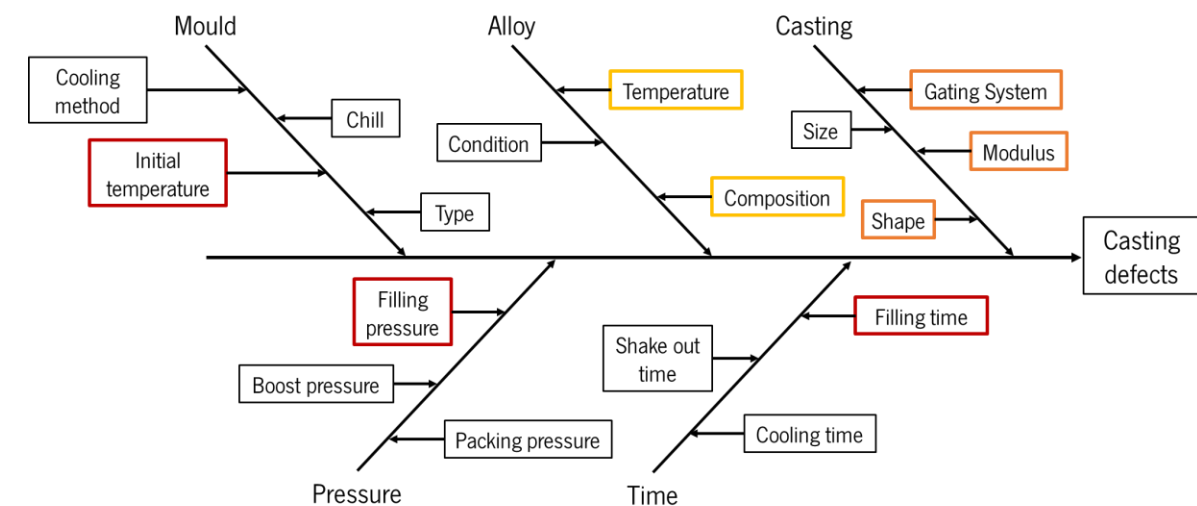 Mould
Alloy
Casting
Cooling
method
Temperature
Gating System
Chill
Size
Condition
Initial
temperature
Modulus
Composition
Type
Shape
Casting
defects
Filling
pressure
Filling time
Shake out
time
Boost pressure
Packing pressure
Cooling time
Pressure
Time